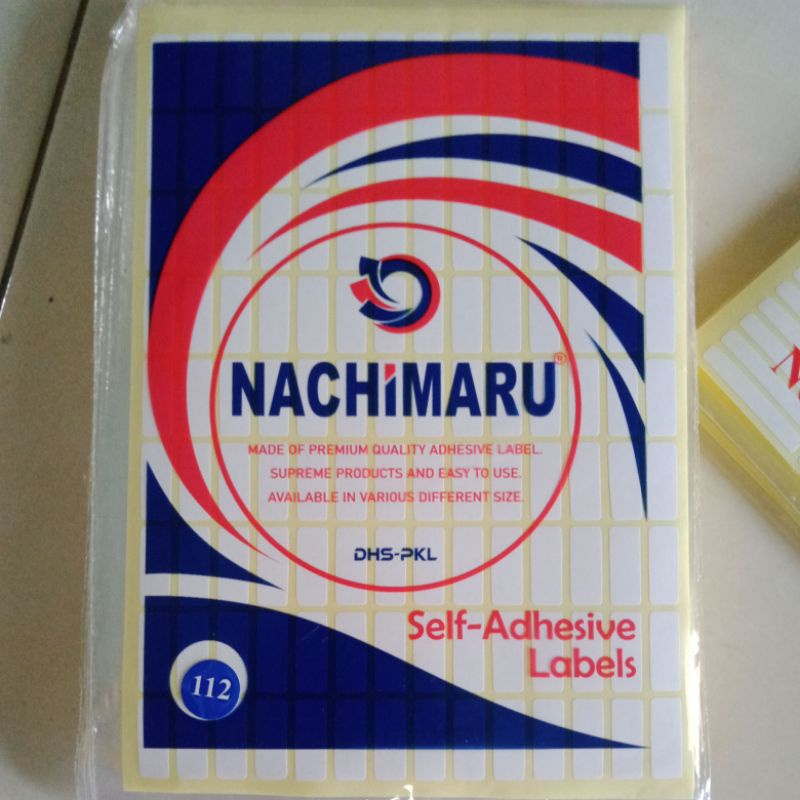 NACHiMARU®
MADE OF PREMIUM QUALITY ADHESIVE LABEL.
SUPREME PRODUCTS AND EASY TO USE.
AVAILABLE IN VARIOUS DIFFERENT SIZE.
DHS-PKL
Self-Adhesive
Labels
112